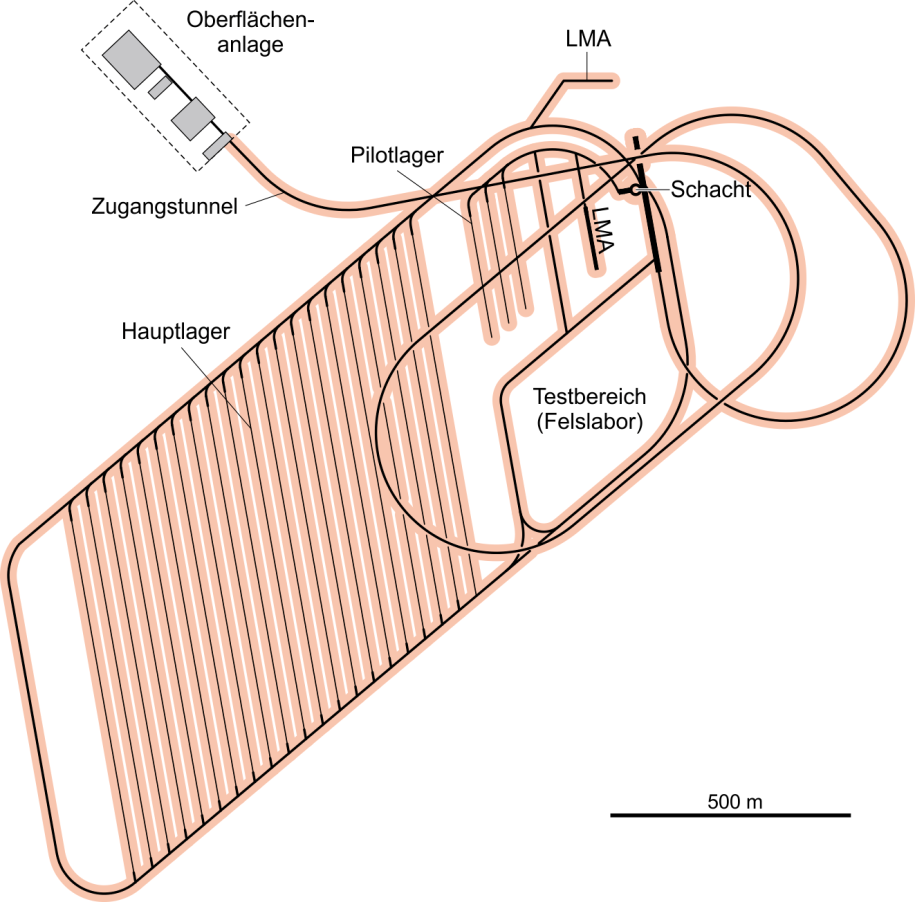 Oberflächen-
anlage
LMA
Pilotlager
Schacht
Zugangstunnel
LMA
Hauptlager
Testbereich
(Felslabor)
500 m